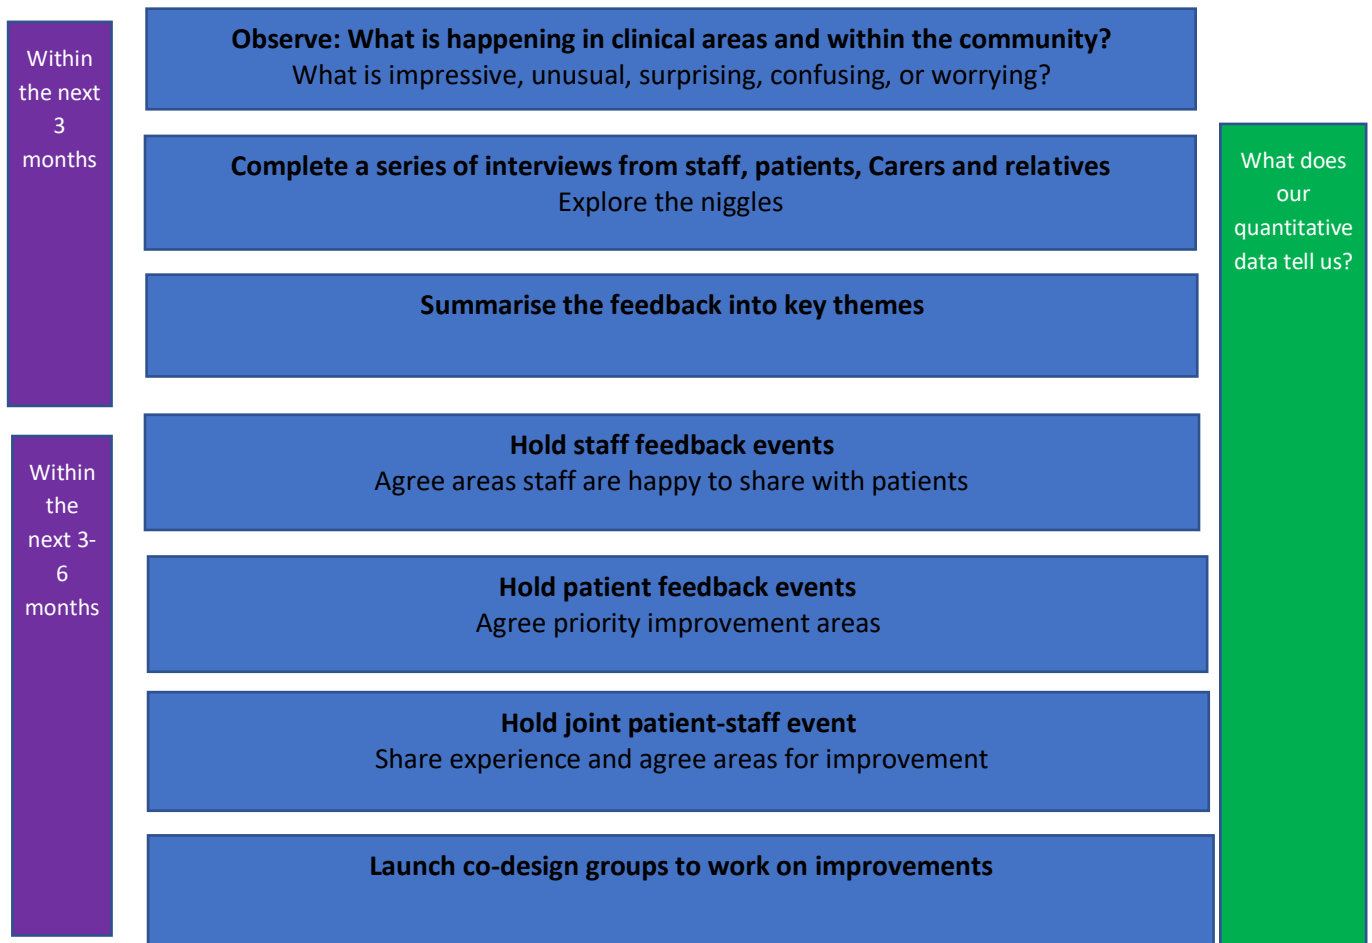 Within
the next
3
months
Observe: What is happening in clinical areas and within the community?
What is impressive, unusual, surprising, confusing, or worrying?
Complete a series of interviews from staff, patients, Carers and relatives
Explore the niggles
Summarise the feedback into key themes
What does
our
quantitative
data tell us?
Within
the
next 3-
6
months
Hold staff feedback events
Agree areas staff are happy to share with patients
Hold patient feedback events
Agree priority improvement areas
Hold joint patient-staff event
Share experience and agree areas for improvement
Launch co-design groups to work on improvements